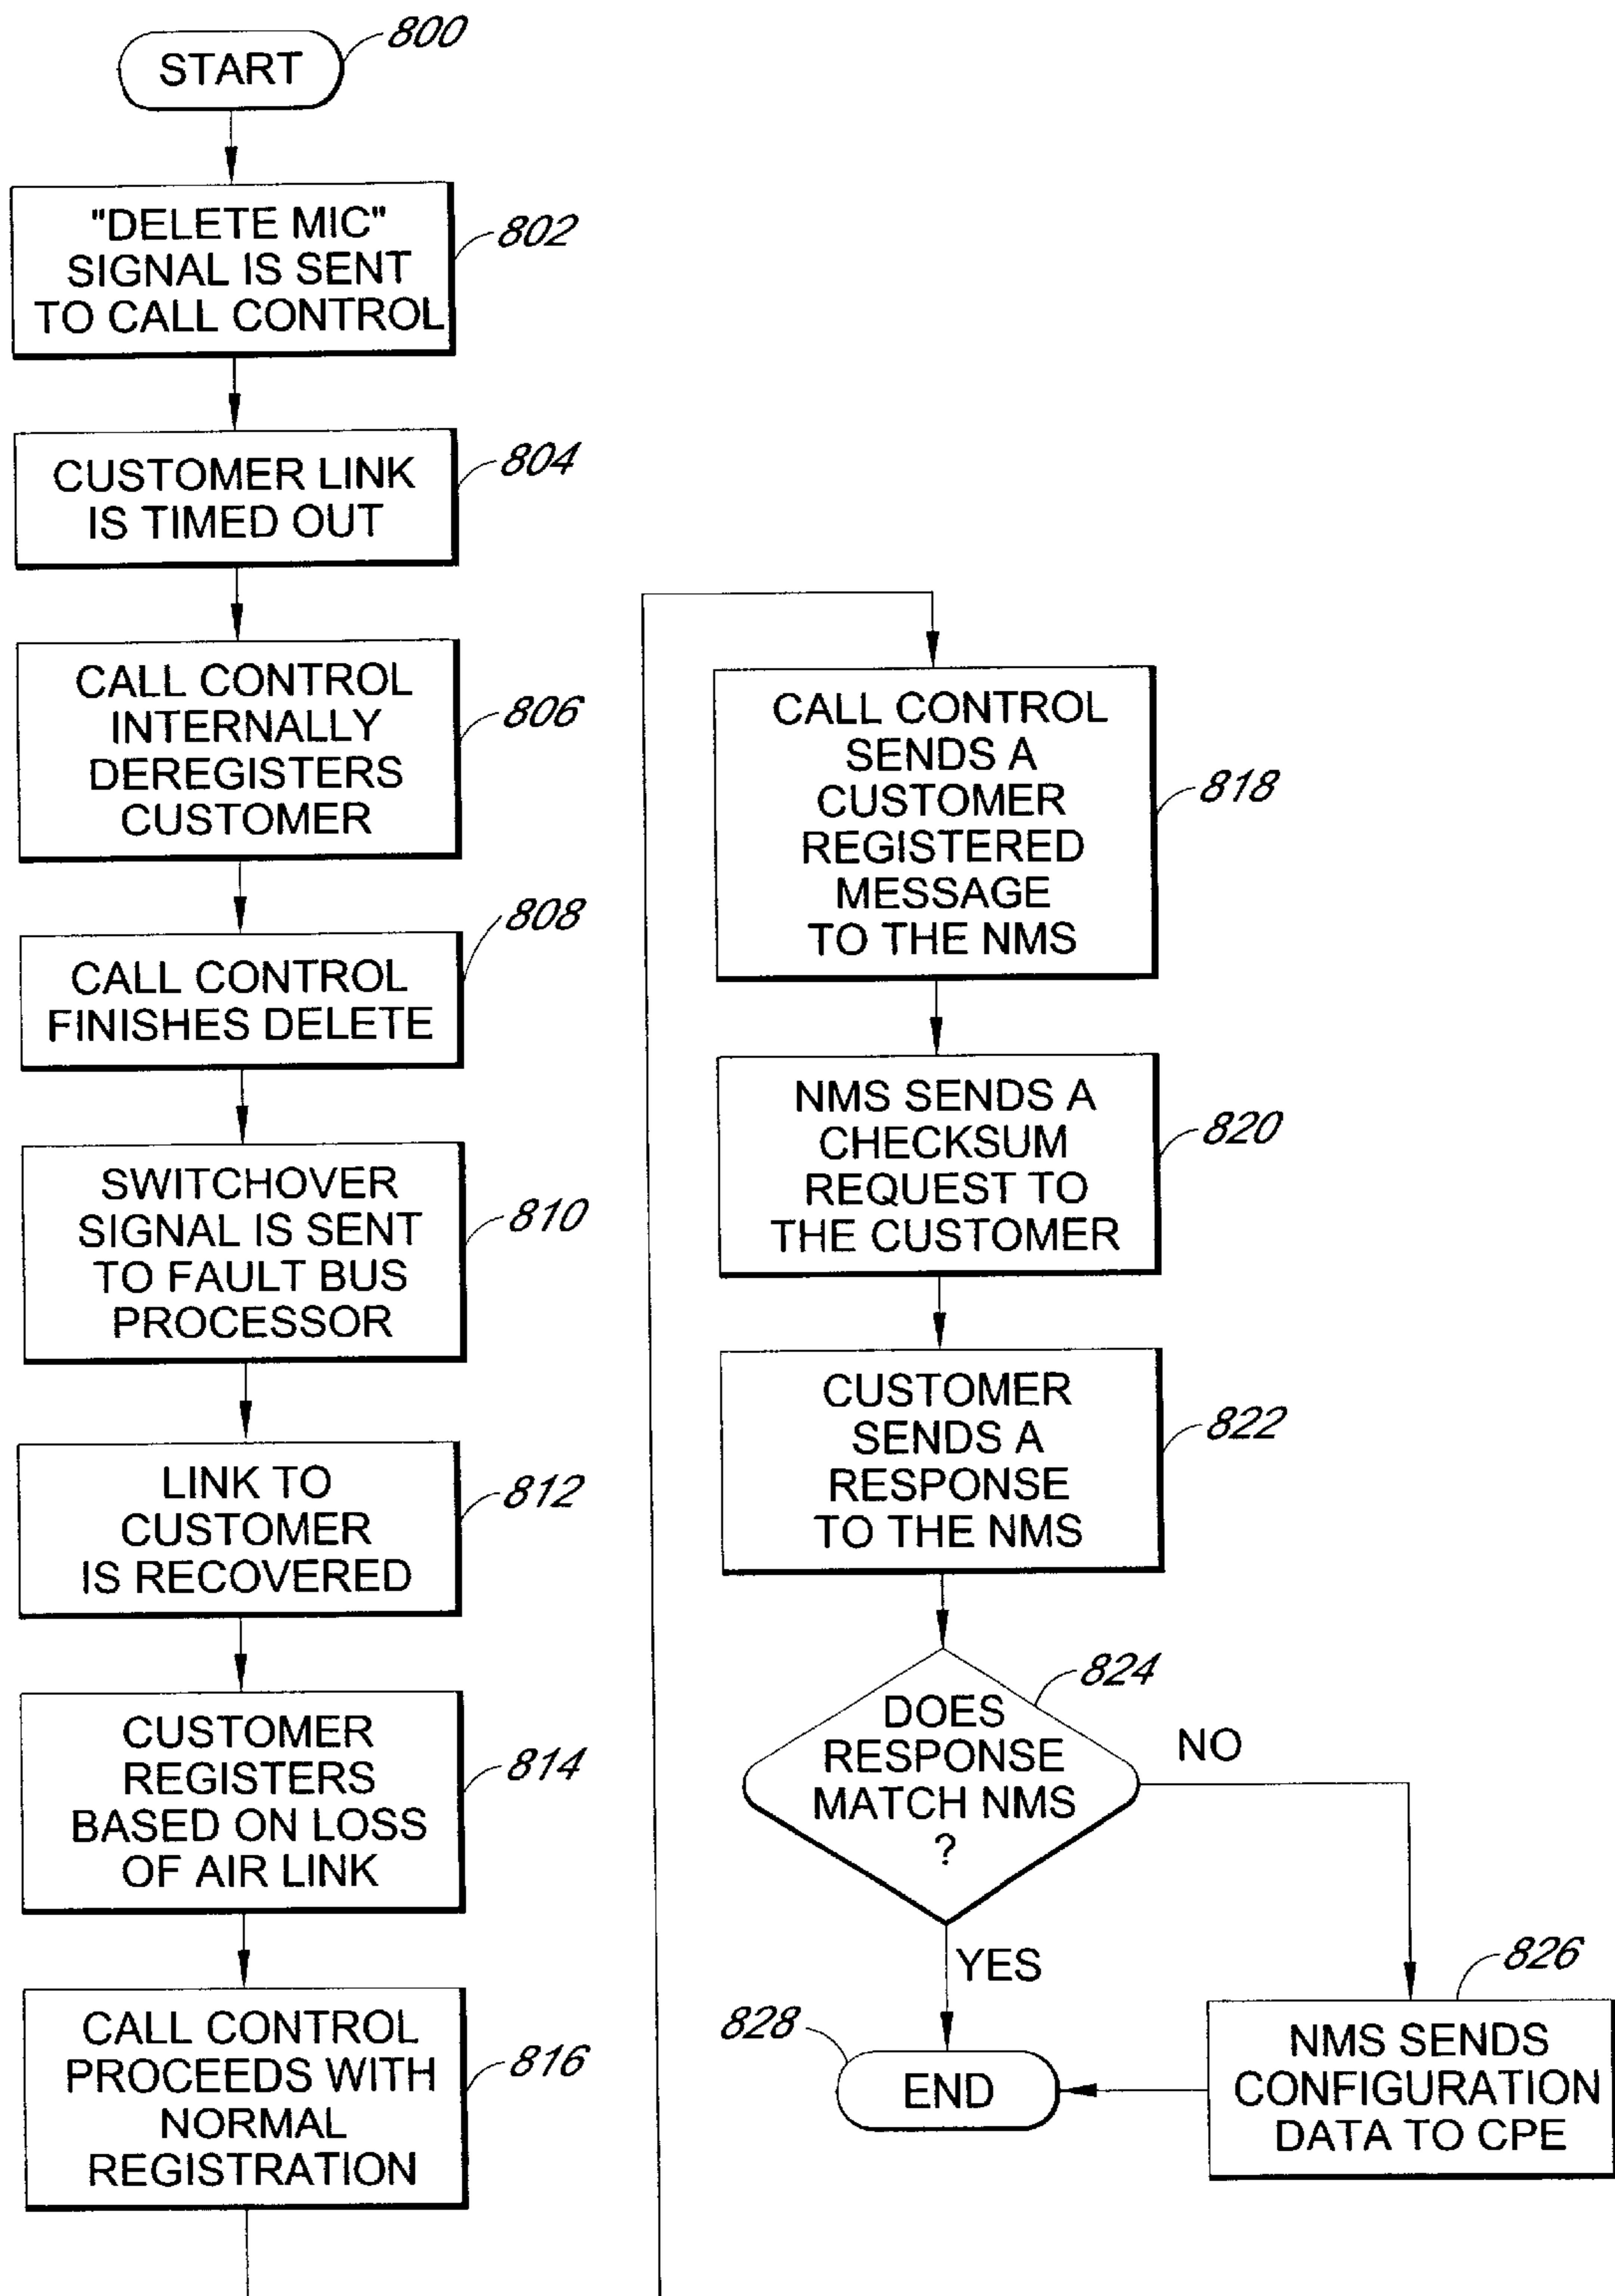 START
800
"DELETE MIC"
SIGNAL IS SENT
TO CALL CONTROL
802
CUSTOMER LINK
IS TIMED OUT
804
CALL CONTROL
INTERNALLY
DEREGISTERS
CUSTOMER
806
CALL CONTROL
FINISHES DELETE
808
SWITCHOVER
SIGNAL IS SENT
TO FAULT BUS
PROCESSOR
810
LINK TO
CUSTOMER
IS RECOVERED
812
CUSTOMER
REGISTERS
BASED ON LOSS
OF AIR LINK
814
CALL CONTROL
PROCEEDS WITH
NORMAL
REGISTRATION
816
CALL CONTROL
SENDS A
CUSTOMER
REGISTERED
MESSAGE
TO THE NMS
818
NMS SENDS A
CHECKSUM
REQUEST TO
THE CUSTOMER
820
CUSTOMER
SENDS A
RESPONSE
TO THE NMS
822
DOES
RESPONSE
MATCH NMS
?
824
NO
YES
826
NMS SENDS
CONFIGURATION
DATA TO CPE
828
END